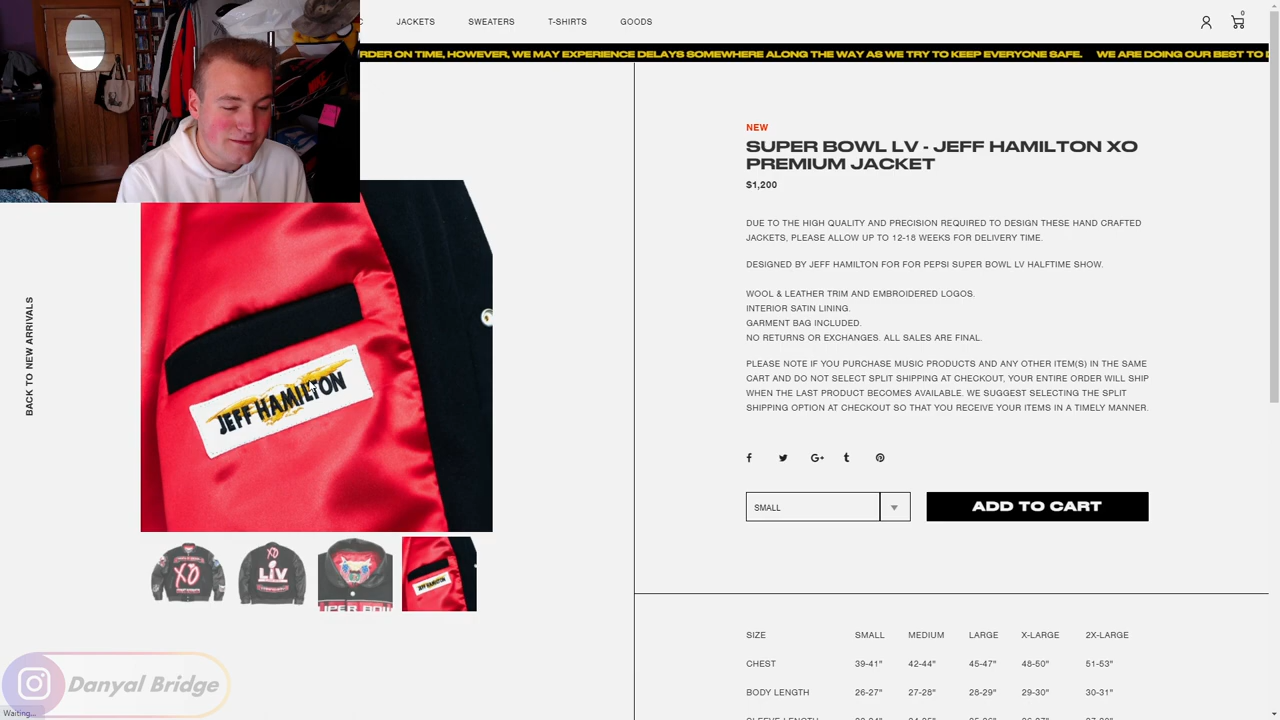 JACKETS SWEATERS T-SHIRTS GOODS
0
RDER ON TIME, HOWEVER, WE MAY EXPERIENCE DELAYS SOMEWHERE ALONG THE WAY AS WE TRY TO KEEP EVERYONE SAFE. WE ARE DOING OUR BEST TO
BACK TO NEW ARRIVALS
JEFF HAMILTON
XO
XO
LIV
JEFF HAMILTON
NEW
SUPER BOWL LV - JEFF HAMILTON XO
PREMIUM JACKET
$1,200
DUE TO THE HIGH QUALITY AND PRECISION REQUIRED TO DESIGN THESE HAND CRAFTED
JACKETS, PLEASE ALLOW UP TO 12-18 WEEKS FOR DELIVERY TIME.
DESIGNED BY JEFF HAMILTON FOR FOR PEPSI SUPER BOWL LV HALFTIME SHOW.
WOOL & LEATHER TRIM AND EMBROIDERED LOGOS.
INTERIOR SATIN LINING.
GARMENT BAG INCLUDED.
NO RETURNS OR EXCHANGES. ALL SALES ARE FINAL.
PLEASE NOTE IF YOU PURCHASE MUSIC PRODUCTS AND ANY OTHER ITEM(S) IN THE SAME
CART AND DO NOT SELECT SPLIT SHIPPING AT CHECKOUT, YOUR ENTIRE ORDER WILL SHIP
WHEN THE LAST PRODUCT BECOMES AVAILABLE. WE SUGGEST SELECTING THE SPLIT
SHIPPING OPTION AT CHECKOUT SO THAT YOU RECEIVE YOUR ITEMS IN A TIMELY MANNER.
SMALL
ADD TO CART
SIZE SMALL MEDIUM LARGE X-LARGE 2X-LARGE
CHEST 39-41" 42-44" 45-47" 48-50" 51-53"
BODY LENGTH 26-27" 27-28" 28-29" 29-30" 30-31"
Danyal Bridge
Waiting...